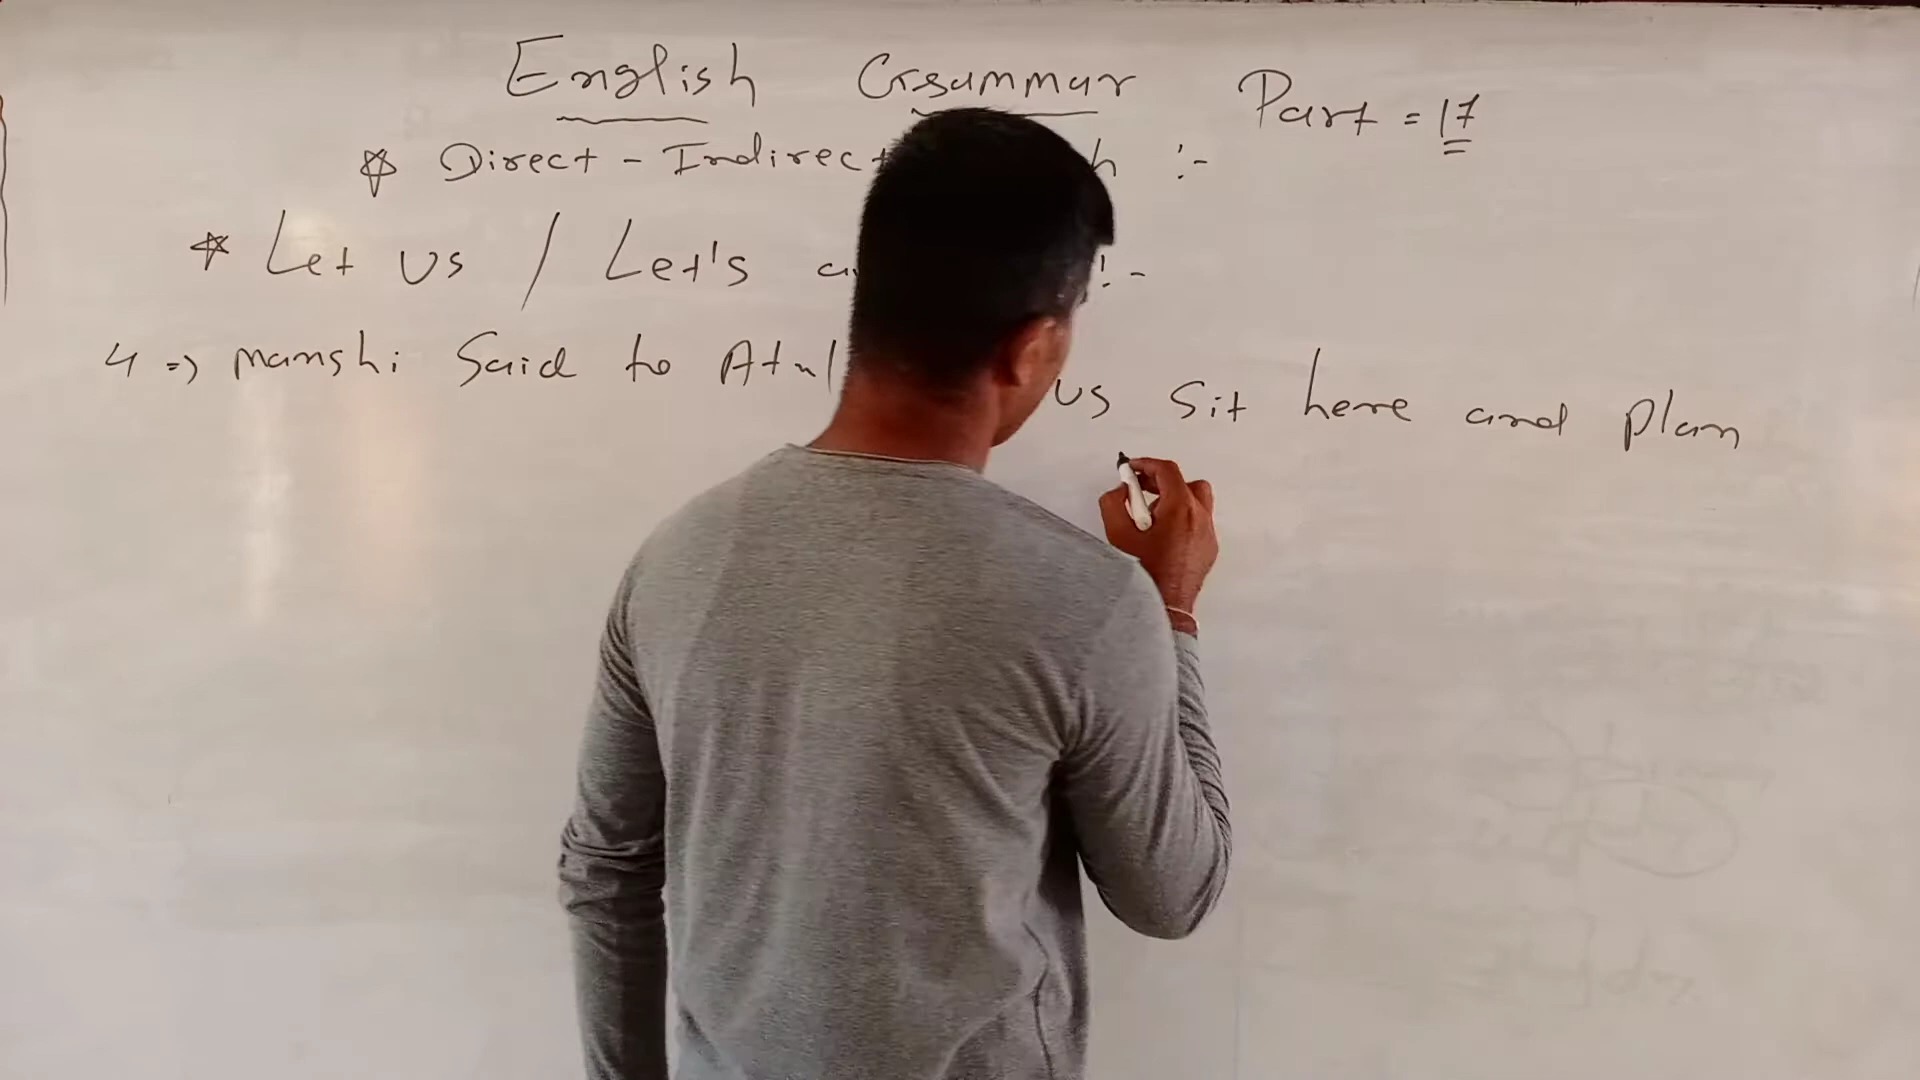 English Grammar Part = 17
* Direct - Indirect :-
* Let us / Let's :-
4 => Manshi Said to Atul us Sit here and plan